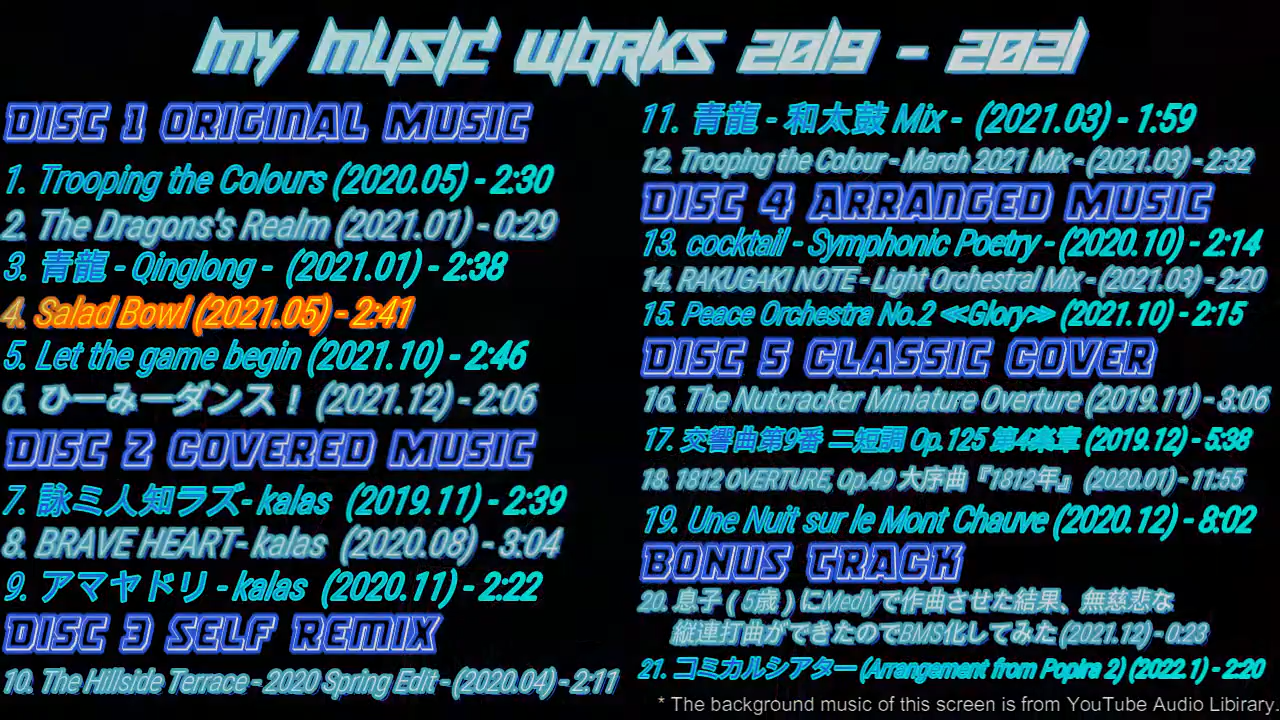 MY MUSIC WORKS 2019 - 2021
DISC 1 ORIGINAL MUSIC
1. Trooping the Colours (2020.05) - 2:30
2. The Dragons's Realm (2021.01) - 0:29
3. 青龍 - Qinglong - (2021.01) - 2:38
4. Salad Bowl (2021.05) - 2:41
5. Let the game begin (2021.10) - 2:46
6. ひーみーダンス！ (2021.12) - 2:06
DISC 2 COVERED MUSIC
7. 詠ミ人知ラズ- kalas (2019.11) - 2:39
8. BRAVE HEART- kalas (2020.08) - 3:04
9. アマヤドリ - kalas (2020.11) - 2:22
DISC 3 SELF REMIX
10. The Hillside Terrace - 2020 Spring Edit - (2020.04) - 2:11
11. 青龍 - 和太鼓 Mix - (2021.03) - 1:59
12. Trooping the Colour - March 2021 Mix - (2021.03) - 2:32
DISC 4 ARRANGED MUSIC
13. cocktail - Symphonic Poetry - (2020.10) - 2:14
14. RAKUGAKI NOTE - Light Orchestral Mix - (2021.03) - 2:20
15. Peace Orchestra No.2 ≪Glory≫ (2021.10) - 2:15
DISC 5 CLASSIC COVER
16. The Nutcracker Miniature Overture (2019.11) - 3:06
17. 交響曲第9番 ニ短調 Op. 125 第4楽章 (2019.12) - 5:38
18. 1812 OVERTURE, Op.49 大序曲『1812年』 (2020.01) - 11:55
19. Une Nuit sur le Mont Chauve (2020.12) - 8:02
BONUS TRACK
20. 息子（5歳）にMedlyで作曲させた結果、無慈悲な
縦連打曲ができたのでBMS化してみた (2021.12) - 0:23
21. コミカルシアター (Arrangement from Popira 2) (2022.1) - 2:20
* The background music of this screen is from YouTube Audio Libirary.